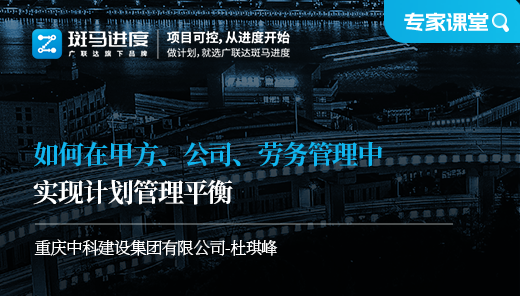 专家课堂
斑马进度
广联达旗下品牌
项目可控，从进度开始
做计划，就选广联达斑马进度
如何在甲方、公司、劳务管理中
实现计划管理平衡
重庆中科建设集团有限公司-杜琪峰